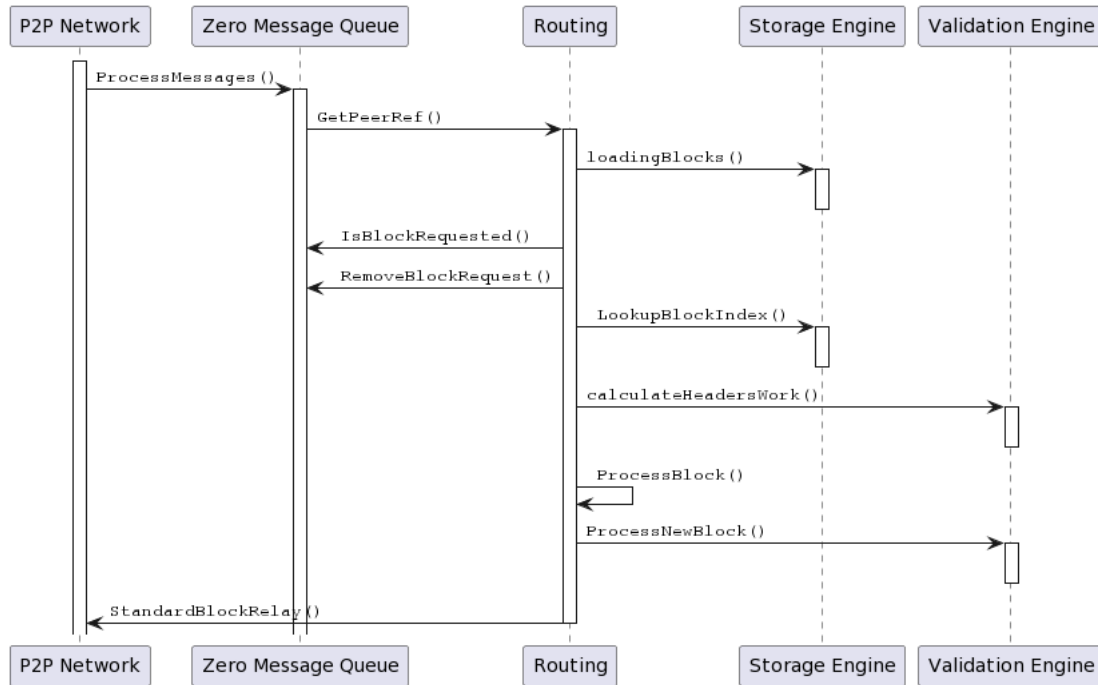 P2P Network Zero Message Queue Routing Storage Engine Validation Engine
ProcessMessages()
GetPeerRef()
loadingBlocks()
IsBlockRequested()
RemoveBlockRequest()
LookupBlockIndex()
calculateHeadersWork()
ProcessBlock()
ProcessNewBlock()
StandardBlockRelay()
P2P Network Zero Message Queue Routing Storage Engine Validation Engine